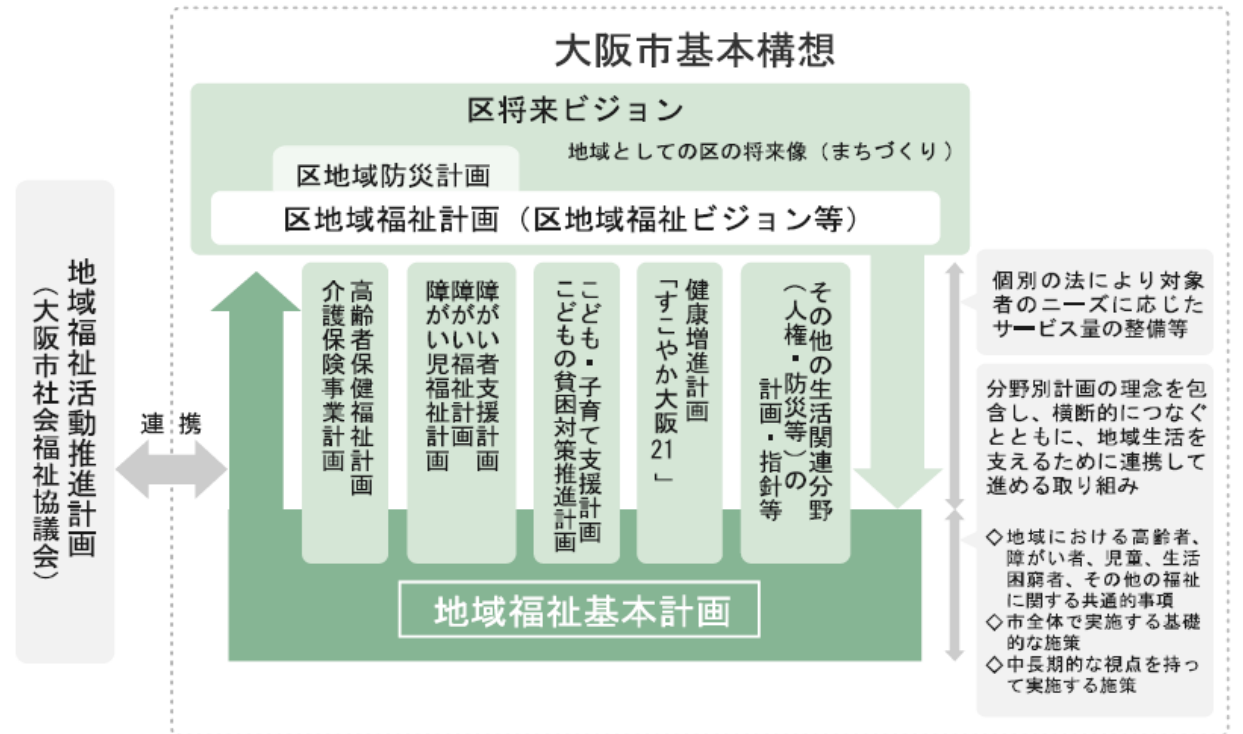 大阪市基本構想
区将来ビジョン
地域としての区の将来像（まちづくり）
区地域防災計画
区地域福祉計画（区地域福祉ビジョン等）
地域福祉活動推進計画
（大阪市社会福祉協議会）
連携
高齢者保健福祉計画
介護保険事業計画
障がい者支援計画
障がい福祉計画
障がい児福祉計画
こども・子育て支援計画
こどもの貧困対策推進計画
健康増進計画
「すこやか大阪21」
その他の生活関連分野
（人権・防災等）の
計画・指針等
地域福祉基本計画
個別の法により対象
者のニーズに応じた
サービス量の整備等
分野別計画の理念を包
含し、横断的につなぐ
とともに、地域生活を
支えるために連携して
進める取り組み
◇地域における高齢者、
障がい者、児童、生活
困窮者、その他の福祉
に関する共通的事項
◇市全体で実施する基礎
的な施策
◇中長期的な視点を持っ
て実施する施策